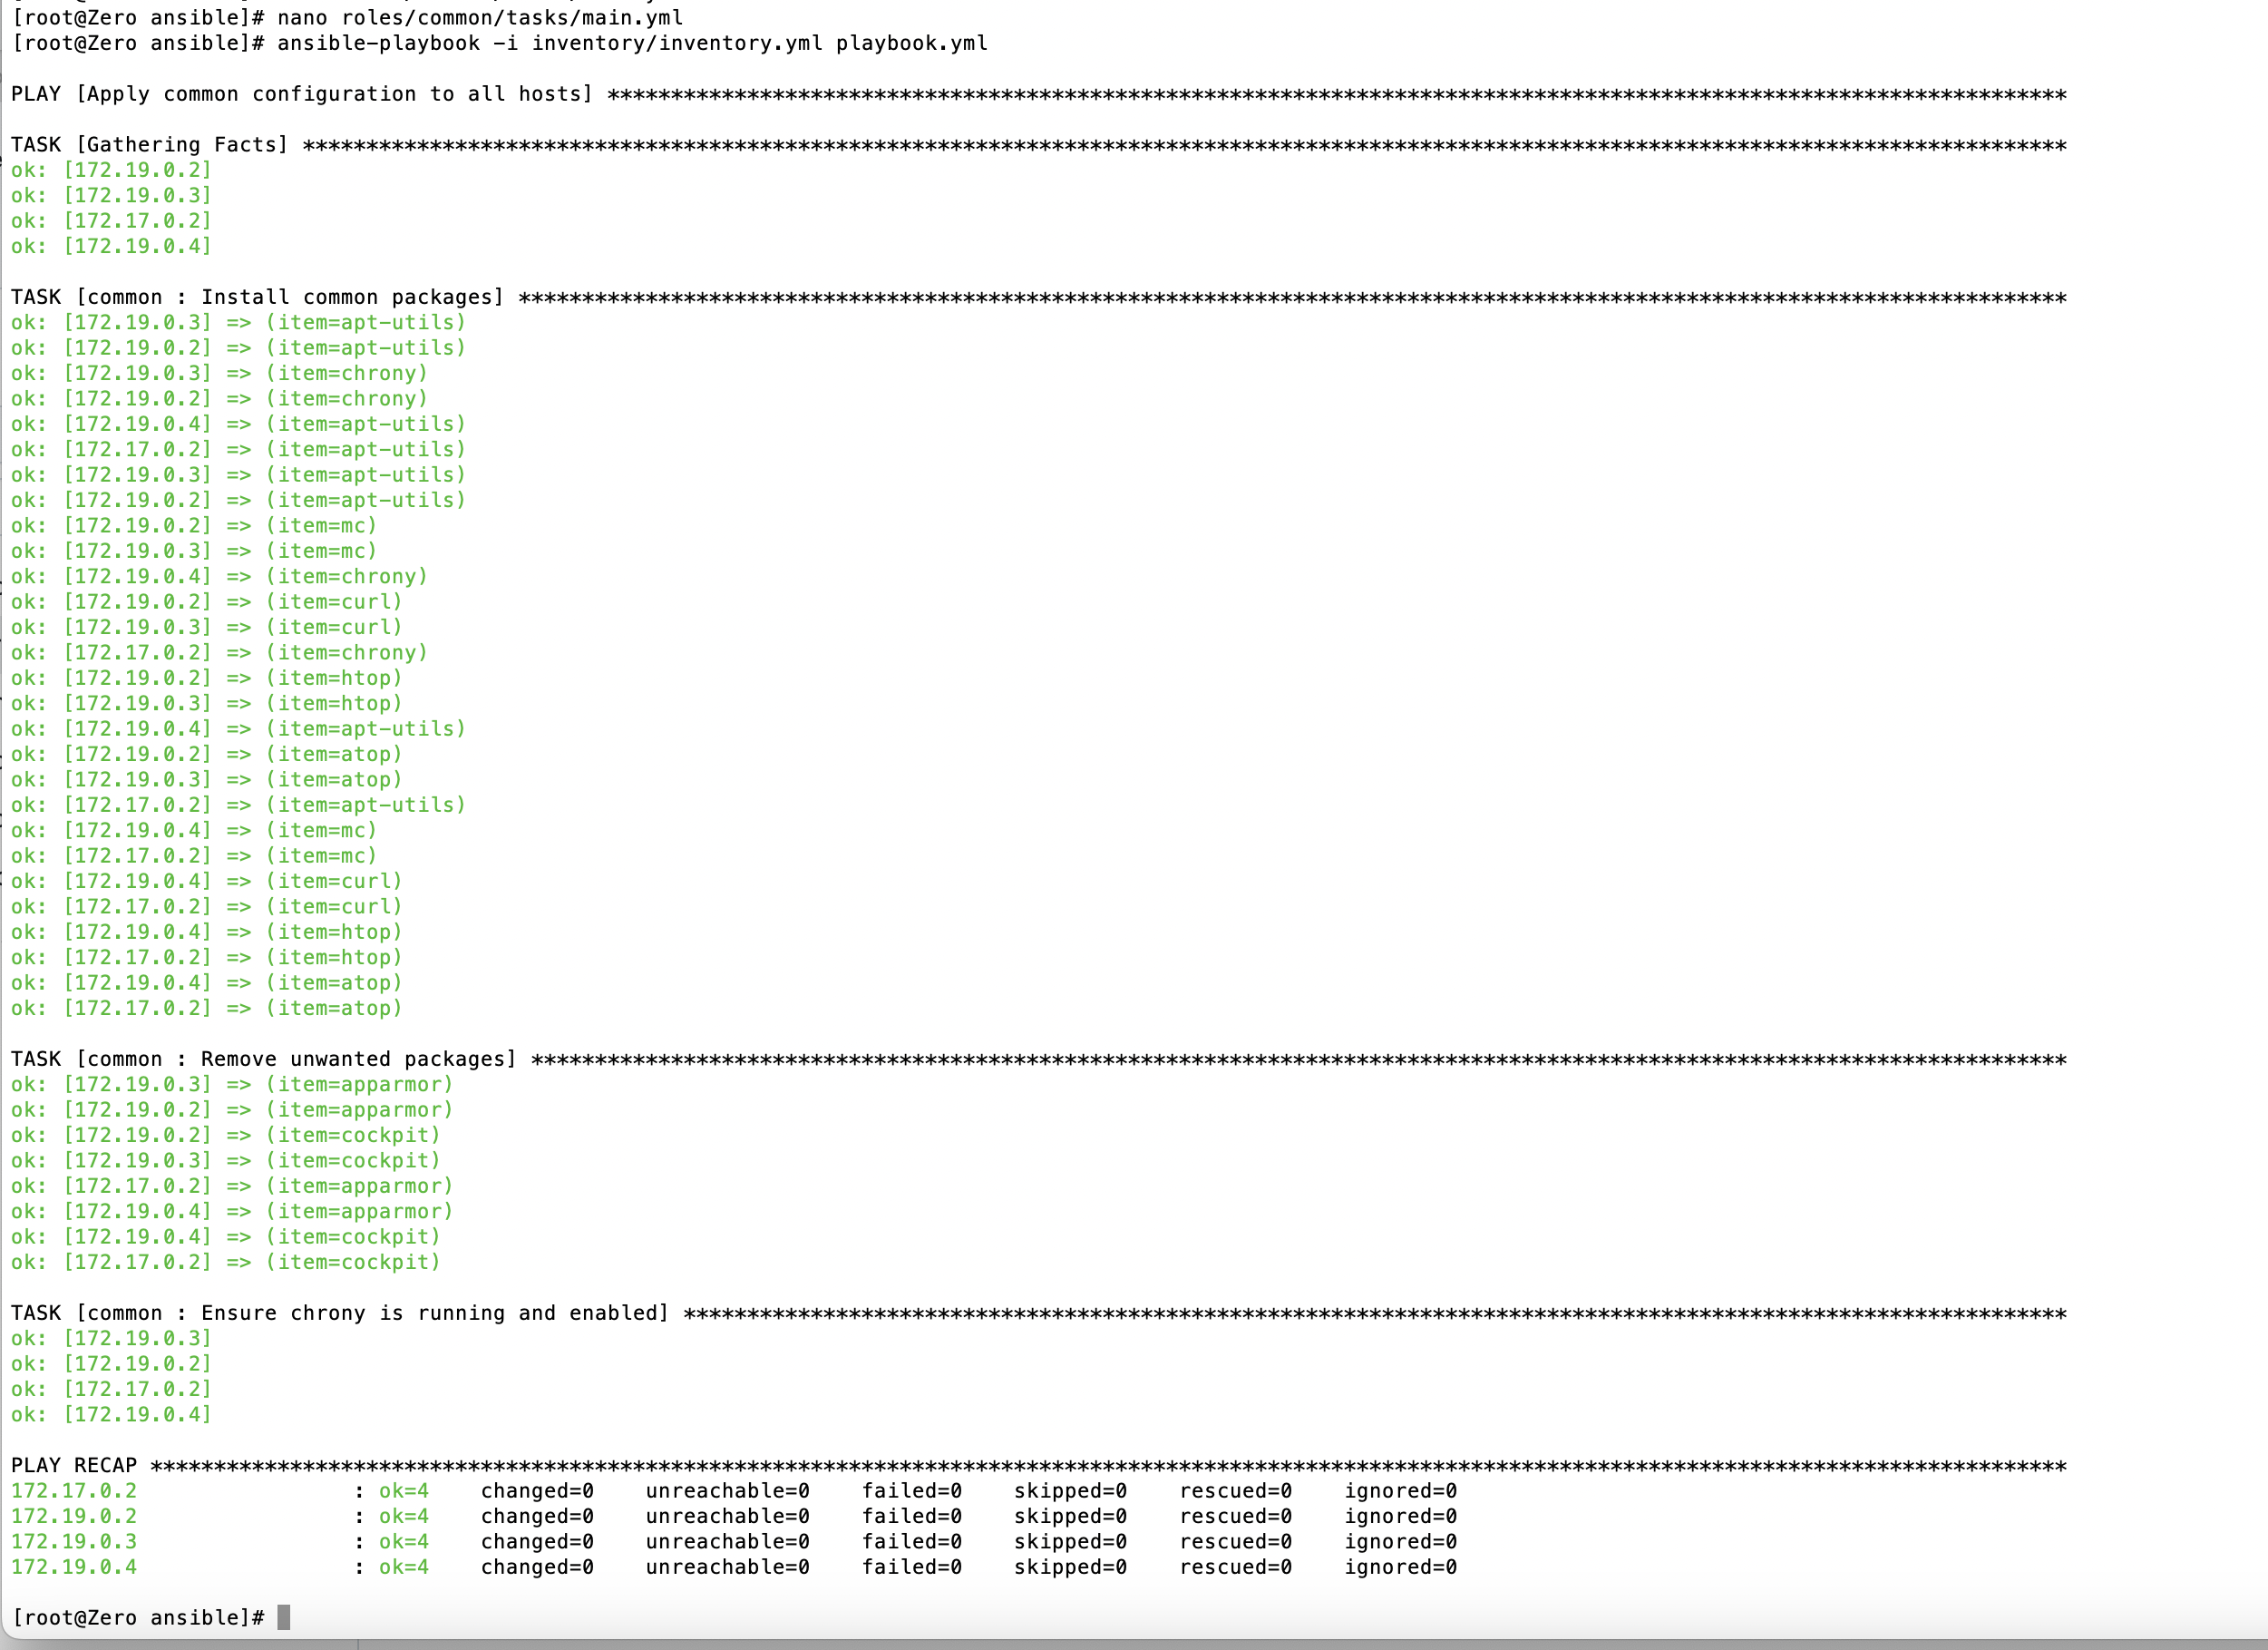 [root@Zero ansible]# nano roles/common/tasks/main.yml
[root@Zero ansible]# ansible-playbook -i inventory/inventory.yml playbook.yml
PLAY [Apply common configuration to all hosts] *******************************************************************************************************************
TASK [Gathering Facts] *******************************************************************************************************************************************
ok: [172.19.0.2]
ok: [172.19.0.3]
ok: [172.17.0.2]
ok: [172.19.0.4]
TASK [common : Install common packages] **************************************************************************************************************************
ok: [172.19.0.3] => (item=apt-utils)
ok: [172.19.0.2] => (item=apt-utils)
ok: [172.19.0.3] => (item=chrony)
ok: [172.19.0.2] => (item=chrony)
ok: [172.19.0.4] => (item=apt-utils)
ok: [172.17.0.2] => (item=apt-utils)
ok: [172.19.0.3] => (item=apt-utils)
ok: [172.19.0.2] => (item=apt-utils)
ok: [172.19.0.2] => (item=mc)
ok: [172.19.0.3] => (item=mc)
ok: [172.19.0.4] => (item=chrony)
ok: [172.19.0.2] => (item=curl)
ok: [172.19.0.3] => (item=curl)
ok: [172.17.0.2] => (item=chrony)
ok: [172.19.0.2] => (item=htop)
ok: [172.19.0.3] => (item=htop)
ok: [172.19.0.4] => (item=apt-utils)
ok: [172.19.0.2] => (item=atop)
ok: [172.19.0.3] => (item=atop)
ok: [172.17.0.2] => (item=apt-utils)
ok: [172.19.0.4] => (item=mc)
ok: [172.17.0.2] => (item=mc)
ok: [172.19.0.4] => (item=curl)
ok: [172.17.0.2] => (item=curl)
ok: [172.19.0.4] => (item=htop)
ok: [172.17.0.2] => (item=htop)
ok: [172.19.0.4] => (item=atop)
ok: [172.17.0.2] => (item=atop)
TASK [common : Remove unwanted packages] *************************************************************************************************************************
ok: [172.19.0.3] => (item=apparmor)
ok: [172.19.0.2] => (item=apparmor)
ok: [172.19.0.2] => (item=cockpit)
ok: [172.19.0.3] => (item=cockpit)
ok: [172.17.0.2] => (item=apparmor)
ok: [172.19.0.4] => (item=apparmor)
ok: [172.19.0.4] => (item=cockpit)
ok: [172.17.0.2] => (item=cockpit)
TASK [common : Ensure chrony is running and enabled] *************************************************************************************************************
ok: [172.19.0.3]
ok: [172.19.0.2]
ok: [172.17.0.2]
ok: [172.19.0.4]
PLAY RECAP *******************************************************************************************************************************************************
172.17.0.2 : ok=4 changed=0 unreachable=0 failed=0 skipped=0 rescued=0 ignored=0
172.19.0.2 : ok=4 changed=0 unreachable=0 failed=0 skipped=0 rescued=0 ignored=0
172.19.0.3 : ok=4 changed=0 unreachable=0 failed=0 skipped=0 rescued=0 ignored=0
172.19.0.4 : ok=4 changed=0 unreachable=0 failed=0 skipped=0 rescued=0 ignored=0
[root@Zero ansible]#